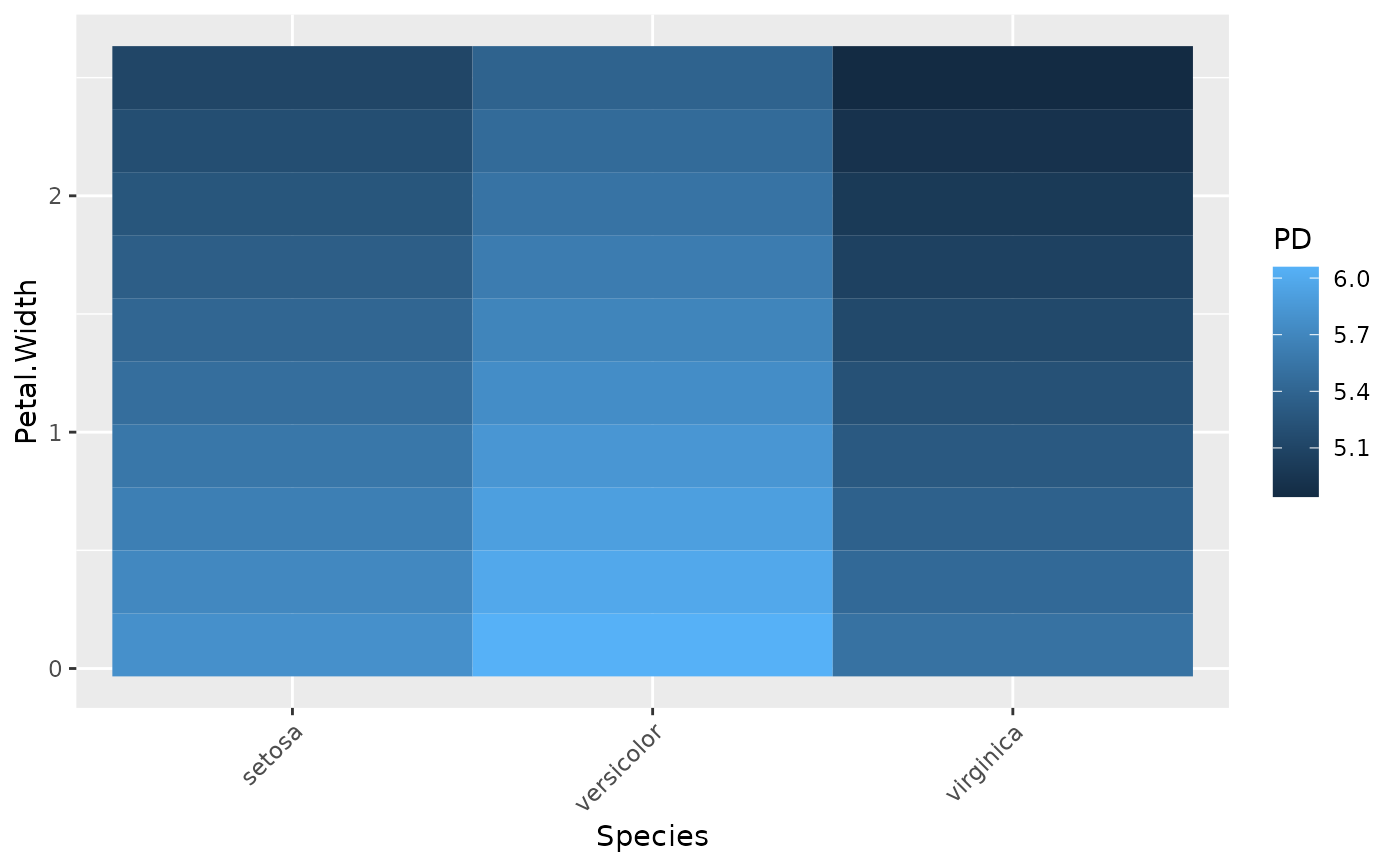 Petal.Width
2
1
0
setosa
versicolor
virginica
Species
PD
6.0
5.7
5.4
5.1